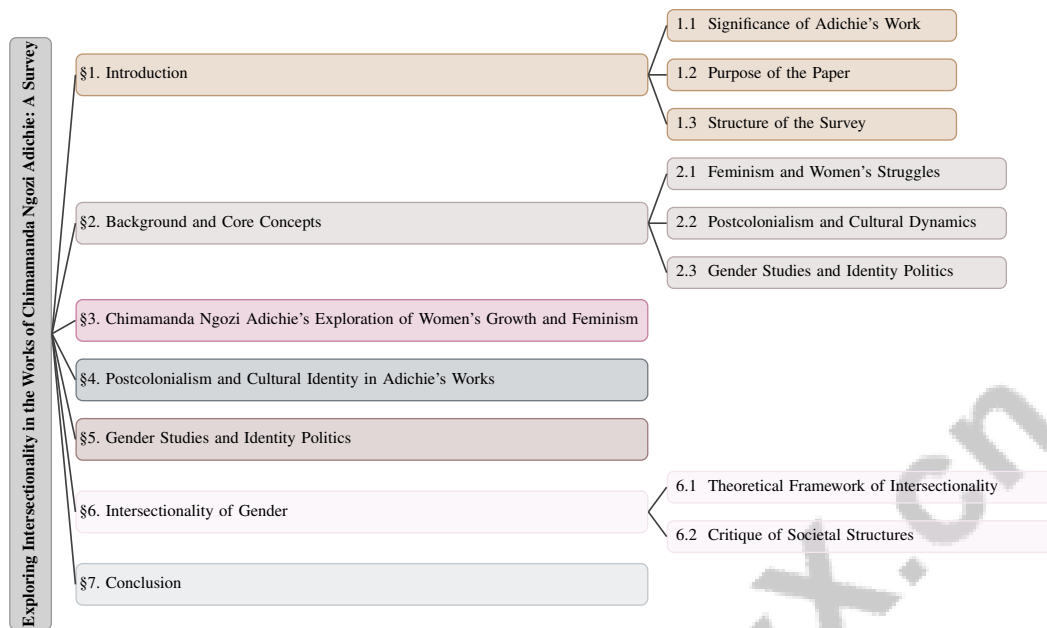 Exploring Intersectionality in the Works of Chimamanda Ngozi Adichie: A Survey
§1. Introduction
1.1 Significance of Adichie's Work
1.2 Purpose of the Paper
1.3 Structure of the Survey
§2. Background and Core Concepts
2.1 Feminism and Women's Struggles
2.2 Postcolonialism and Cultural Dynamics
2.3 Gender Studies and Identity Politics
§3. Chimamanda Ngozi Adichie's Exploration of Women's Growth and Feminism
§4. Postcolonialism and Cultural Identity in Adichie's Works
§5. Gender Studies and Identity Politics
§6. Intersectionality of Gender
6.1 Theoretical Framework of Intersectionality
6.2 Critique of Societal Structures
§7. Conclusion
x.cn